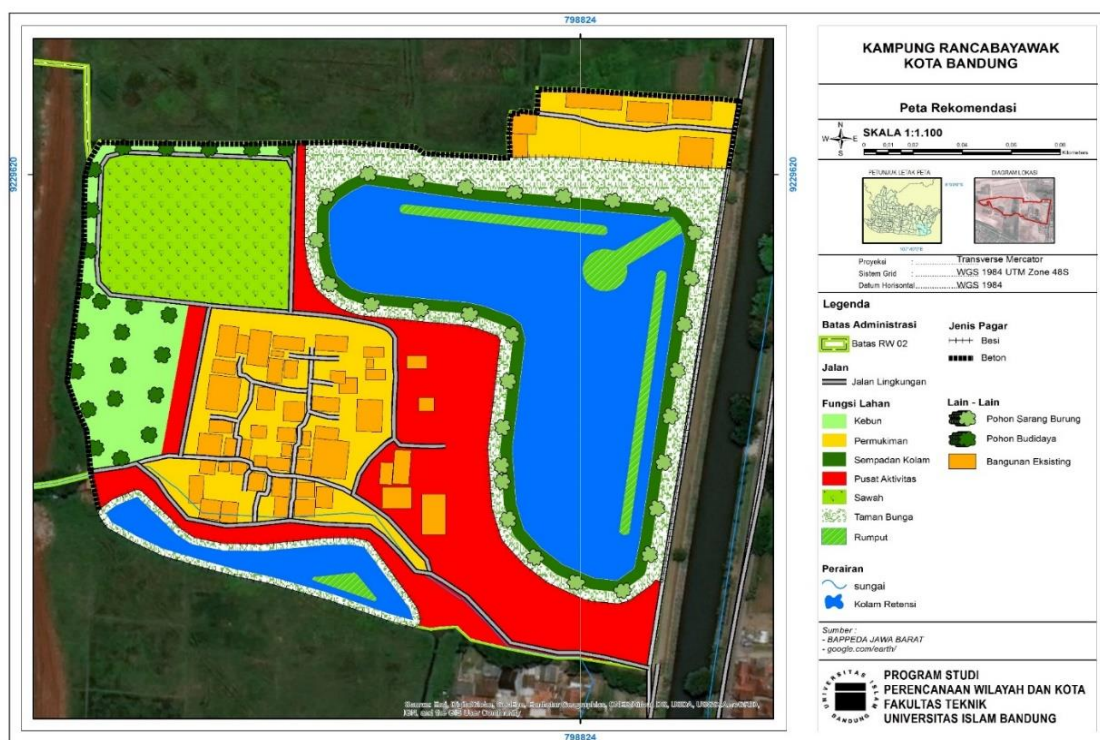 798824
9229620
9229620
798824
KAMPUNG RANCABAYAWAK
KOTA BANDUNG
Peta Rekomendasi
N
W E
S
SKALA 1:1.100
Kilometers
PETUNJUK LETAK PETA
DIAGRAM LOKASI
Proyeksi : Transverse Mercator
Sistem Grid : WGS 1984 UTM Zone 48S
Datum Horisontal WGS 1984
Legenda
Batas Administrasi
Batas RW 02
Jalan
Jalan Lingkungan
Fungsi Lahan
Kebun
Permukiman
Sempadan Kolam
Pusat Aktivitas
Sawah
Taman Bunga
Rumput
Perairan
sungai
Kolam Retensi
Jenis Pagar
Besi
Beton
Lain - Lain
Pohon Sarang Burung
Pohon Budidaya
Bangunan Eksisting
Sumber :
- BAPPEDA JAWA BARAT
- google.com/earth/
UNIVERSITAS ISLAM
BANDUNG
PROGRAM STUDI
PERENCANAAN WILAYAH DAN KOTA
FAKULTAS TEKNIK
UNIVERSITAS ISLAM BANDUNG